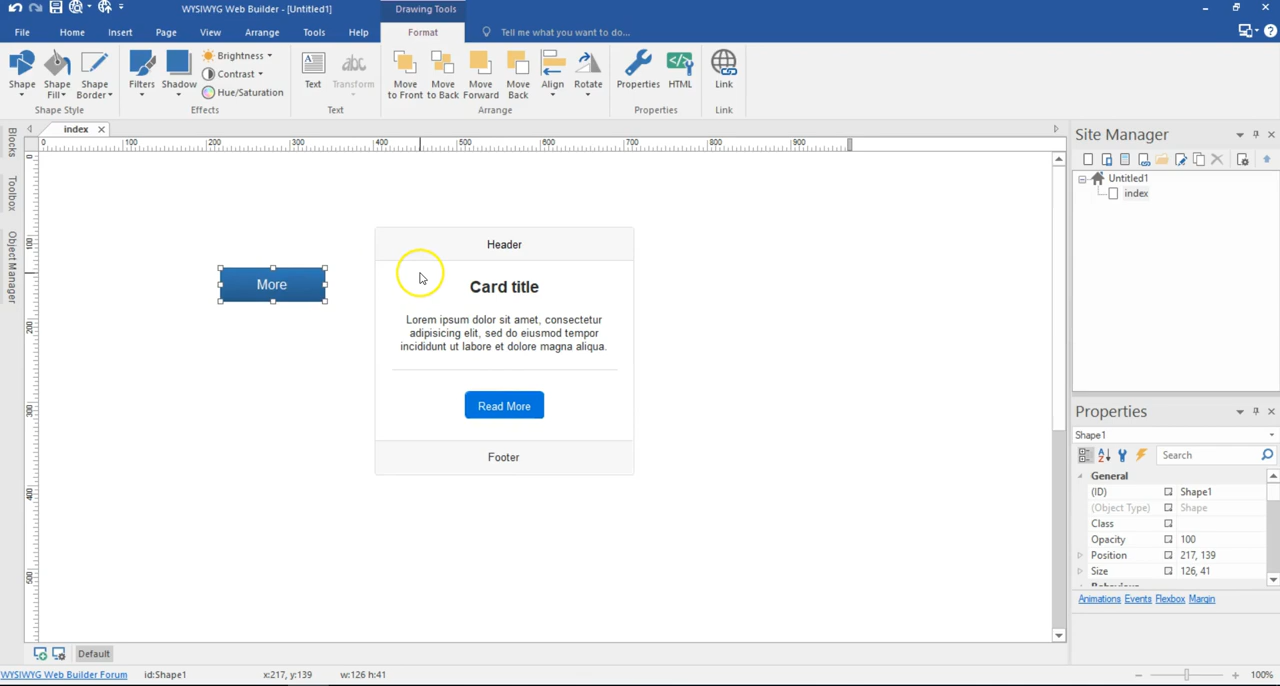 WYSIWYG Web Builder - [Untitled1]
Drawing Tools
File Home Insert Page View Arrange Tools Help Format Tell me what you want to do...
Shape
Shape Fill
Shape Border
Shape Style
Filters
Shadow
Brightness
Contrast
Hue/Saturation
Effects
Text
Transform
Text
Move to Front
Move to Back
Move Forward
Move Back
Align
Rotate
Arrange
Properties
HTML
Properties
Link
Link
index
0 100 200 300 400 500 600 700 800 900
0
100
200
300
400
500
Blocks
Toolbox
Object Manager
More
Header
Card title
Lorem ipsum dolor sit amet, consectetur
adipisicing elit, sed do eiusmod tempor
incididunt ut labore et dolore magna aliqua.
Read More
Footer
Site Manager
Untitled1
index
Properties
Shape1
Search
General
(ID) Shape1
(Object Type) Shape
Class
Opacity 100
Position 217, 139
Size 126, 41
Behaviour
Animations Events Flexbox Margin
Default
WYSIWYG Web Builder Forum id:Shape1 x:217, y:139 w:126 h:41 100%